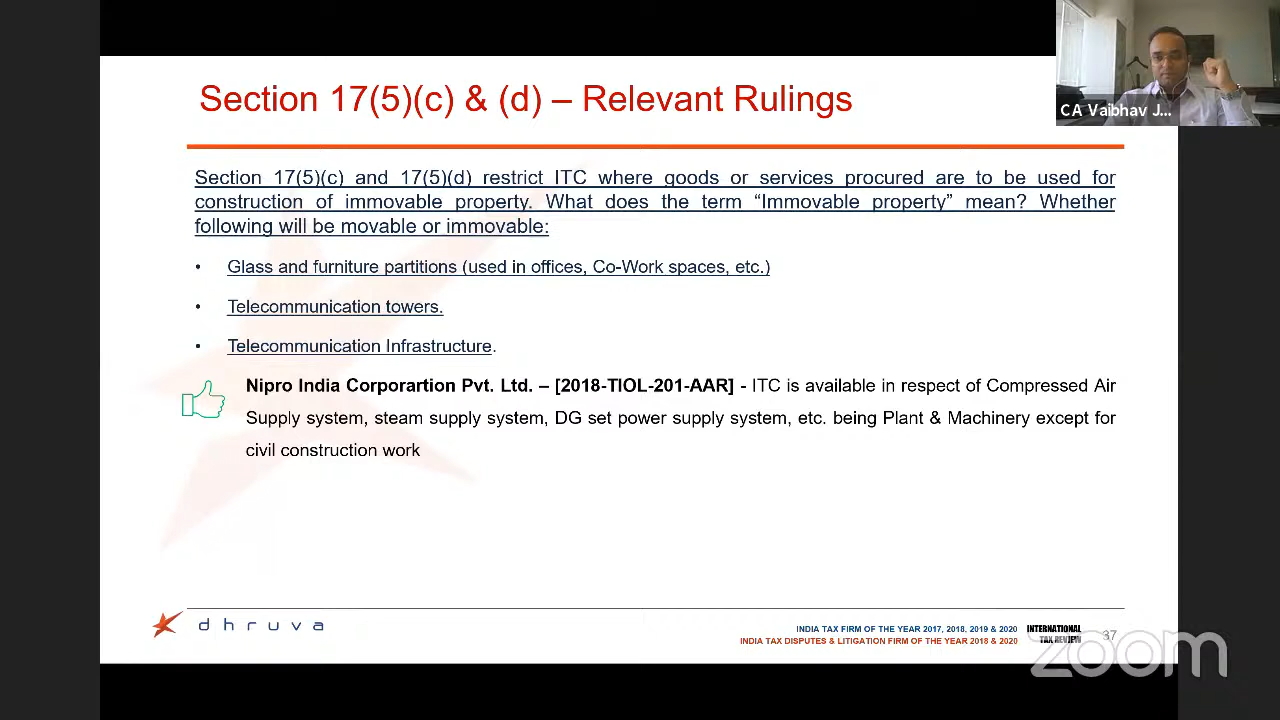 Section 17(5)(c) & (d) – Relevant Rulings
CA Vaibhav J...
Section 17(5)(c) and 17(5)(d) restrict ITC where goods or services procured are to be used for
construction of immovable property. What does the term “Immovable property” mean? Whether
following will be movable or immovable:
• Glass and furniture partitions (used in offices, Co-Work spaces, etc.)
• Telecommunication towers.
• Telecommunication Infrastructure.
Nipro India Corporartion Pvt. Ltd. – [2018-TIOL-201-AAR] - ITC is available in respect of Compressed Air
Supply system, steam supply system, DG set power supply system, etc. being Plant & Machinery except for
civil construction work
dhruva
INDIA TAX FIRM OF THE YEAR 2017, 2018, 2019 & 2020
INDIA TAX DISPUTES & LITIGATION FIRM OF THE YEAR 2018 & 2020
INTERNATIONAL
TAX REVIEW
37
zoom